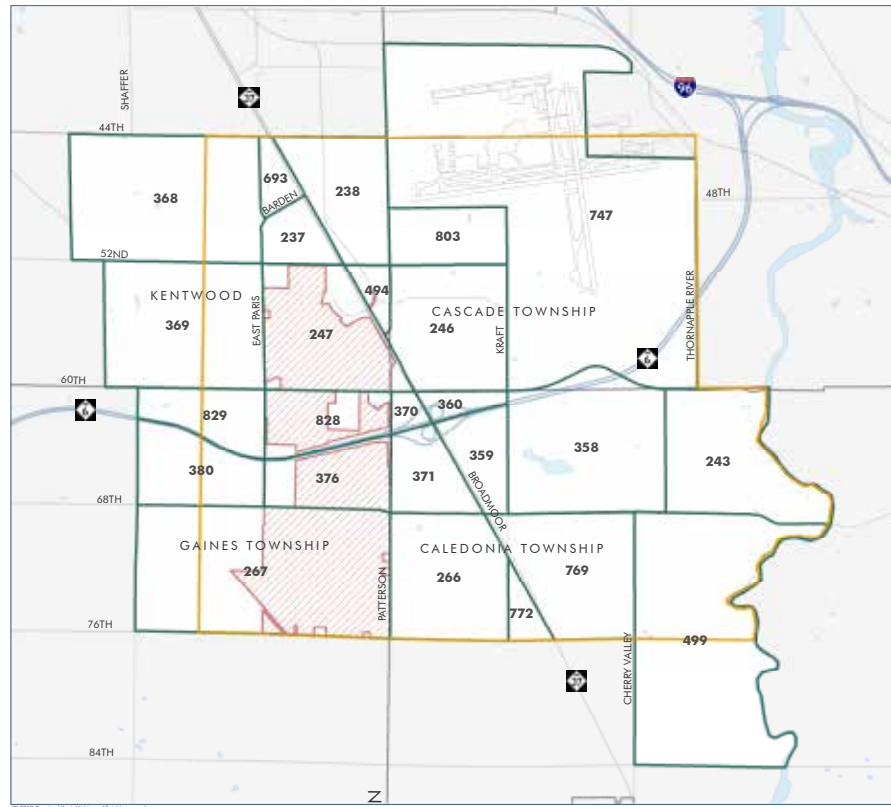 SHAFFER
37
96
44TH
693
238
48TH
368
BARDEN
747
237
803
52ND
494
KENTWOOD
CASCADE TOWNSHIP
369
EAST PARIS
247
246
KRAFT
THORNAPPLE RIVER
6
60TH
829
828
370
360
6
380
376
371
359
358
243
68TH
BROADMOOR
GAINES TOWNSHIP
CALEDONIA TOWNSHIP
267
PATTERSON
266
769
772
76TH
499
CHERRY VALLEY
37
84TH
N